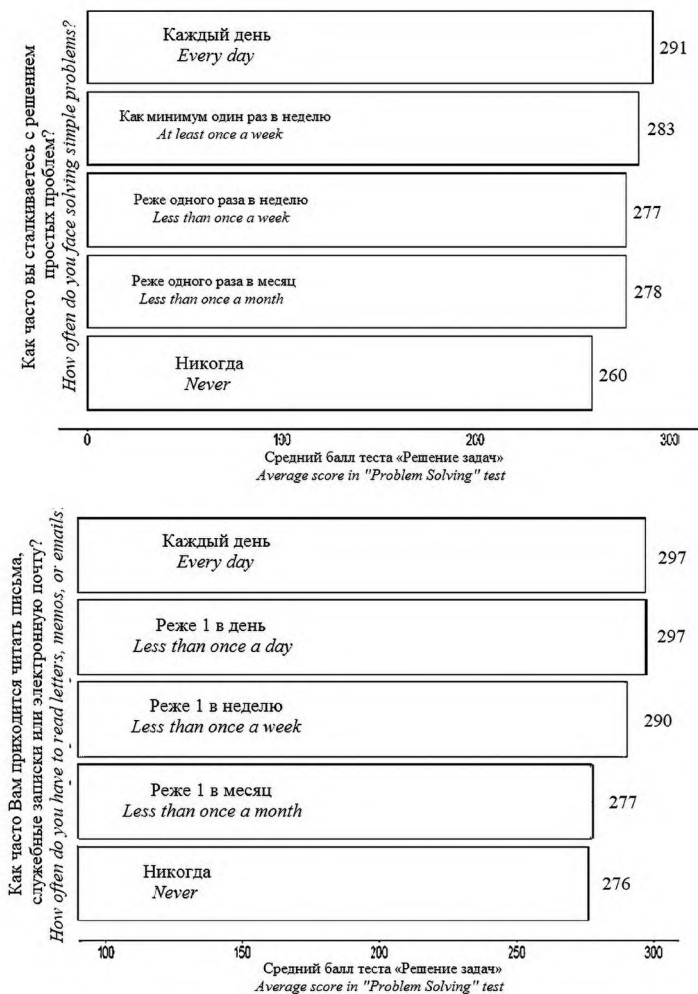 Как часто вы сталкиваетесь с решением
простых проблем?
How often do you face solving simple problems?
Каждый день
Every day
291
Как минимум один раз в неделю
At least once a week
283
Реже одного раза в неделю
Less than once a week
277
Реже одного раза в месяц
Less than once a month
278
Никогда
Never
260
0 100 200 300
Средний балл теста «Решение задач»
Average score in "Problem Solving" test
Как часто Вам приходится читать письма,
служебные записки или электронную почту?
How often do you have to read letters, memos, or emails.
Каждый день
Every day
297
Реже 1 в день
Less than once a day
297
Реже 1 в неделю
Less than once a week
290
Реже 1 в месяц
Less than once a month
277
Никогда
Never
276
100 150 200 250 300
Средний балл теста «Решение задач»
Average score in "Problem Solving" test